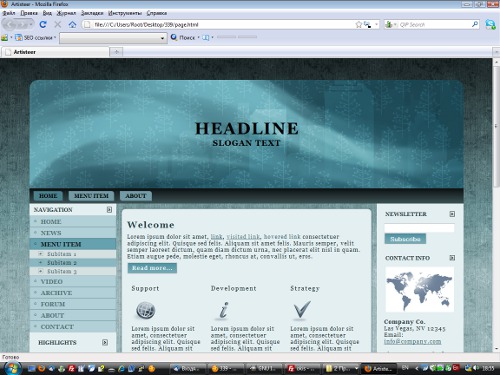 Artisteer - Mozilla Firefox
Файл Правка Вид Журнал Закладки Инструменты Справка
file:///C:/Users/Root/Desktop/339/page.html
QIP Search
SEO ссылки
Поиск
Artisteer
HEADLINE
SLOGAN TEXT
HOME MENU ITEM ABOUT
NAVIGATION
HOME
NEWS
MENU ITEM
Subitem 1
Subitem 2
Subitem 3
VIDEO
ARCHIVE
FORUM
ABOUT
CONTACT
HIGHLIGHTS
Welcome
Lorem ipsum dolor sit amet, link, visited link, hovered link consectetuer
adipiscing elit. Quisque sed felis. Aliquam sit amet felis. Mauris semper, velit
semper laoreet dictum, quam diam dictum urna, nec placerat elit nisl in quam.
Etiam augue pede, molestie eget, rhoncus at, convallis ut, eros.
Read more...
Support
Lorem ipsum dolor sit
amet, consectetuer
adipiscing elit. Quisque
sed felis. Aliquam sit
Development
Lorem ipsum dolor sit
amet, consectetuer
adipiscing elit. Quisque
sed felis. Aliquam sit
Strategy
Lorem ipsum dolor sit
amet, consectetuer
adipiscing elit. Quisque
sed felis. Aliquam sit
NEWSLETTER
Subscribe
CONTACT INFO
Company Co.
Las Vegas, NV 12345
Email:
info@company.com
Готово
339
Artiste...
EN
18:35